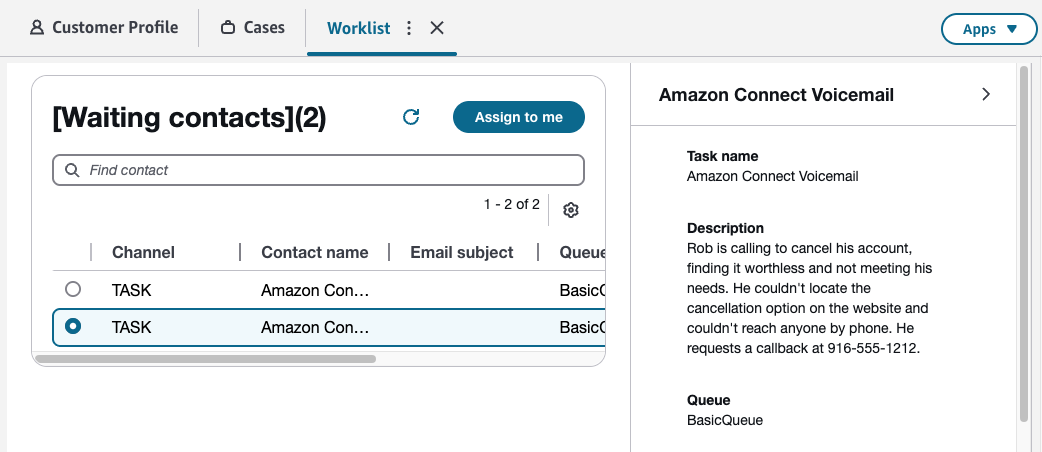 Customer Profile
Cases
Worklist
Apps
[Waiting contacts](2)
Assign to me
Find contact
1 - 2 of 2
Channel
Contact name
Email subject
Queue
TASK
Amazon Con...
BasicQ
TASK
Amazon Con...
BasicQ
Amazon Connect Voicemail
Task name
Amazon Connect Voicemail
Description
Rob is calling to cancel his account,
finding it worthless and not meeting his
needs. He couldn't locate the
cancellation option on the website and
couldn't reach anyone by phone. He
requests a callback at 916-555-1212.
Queue
BasicQueue